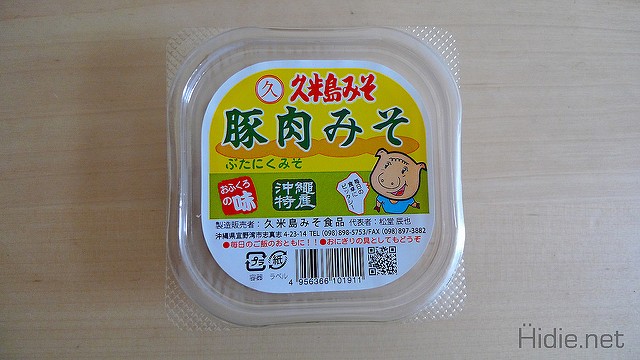 久 久米島みそ
豚肉みそ
ぶたにくみそ
おふくろの味
沖縄特産
製造販売者：久米島みそ食品 代表者：松堂 辰也
沖縄県宜野湾市志真志4-23-14 TEL (098) 898-5753/FAX (098)897-3882
●毎日のご飯のおともに！！●おにぎりの具としてもどうぞ
プラ 紙
容器 ラベル
4 956366 101911
Hidie.net